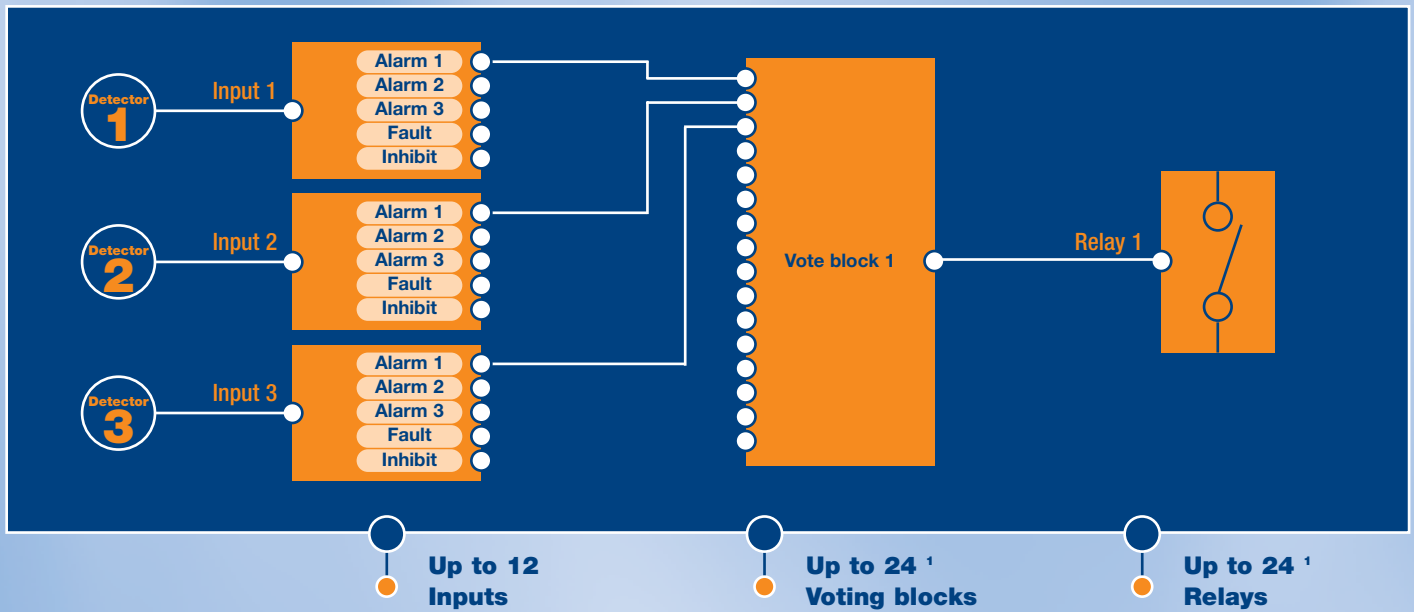 Detector
1
Input 1
Alarm 1
Alarm 2
Alarm 3
Fault
Inhibit
Detector
2
Input 2
Alarm 1
Alarm 2
Alarm 3
Fault
Inhibit
Detector
3
Input 3
Alarm 1
Alarm 2
Alarm 3
Fault
Inhibit
Vote block 1
Relay 1
Up to 12
Inputs
Up to 24 ¹
Voting blocks
Up to 24 ¹
Relays